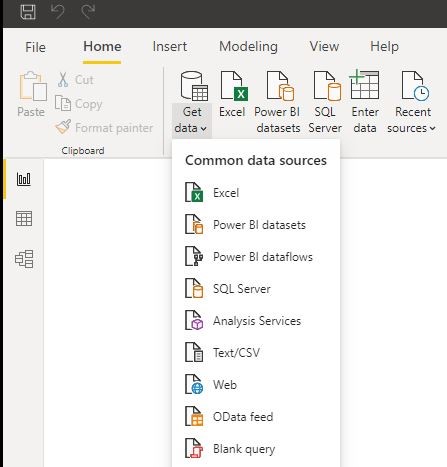 File Home Insert Modeling View Help
Paste
Cut
Copy
Format painter
Clipboard
Get data
Excel
Power BI datasets
SQL Server
Enter data
Recent sources
Common data sources
Excel
Power BI datasets
Power BI dataflows
SQL Server
Analysis Services
Text/CSV
Web
OData feed
Blank query